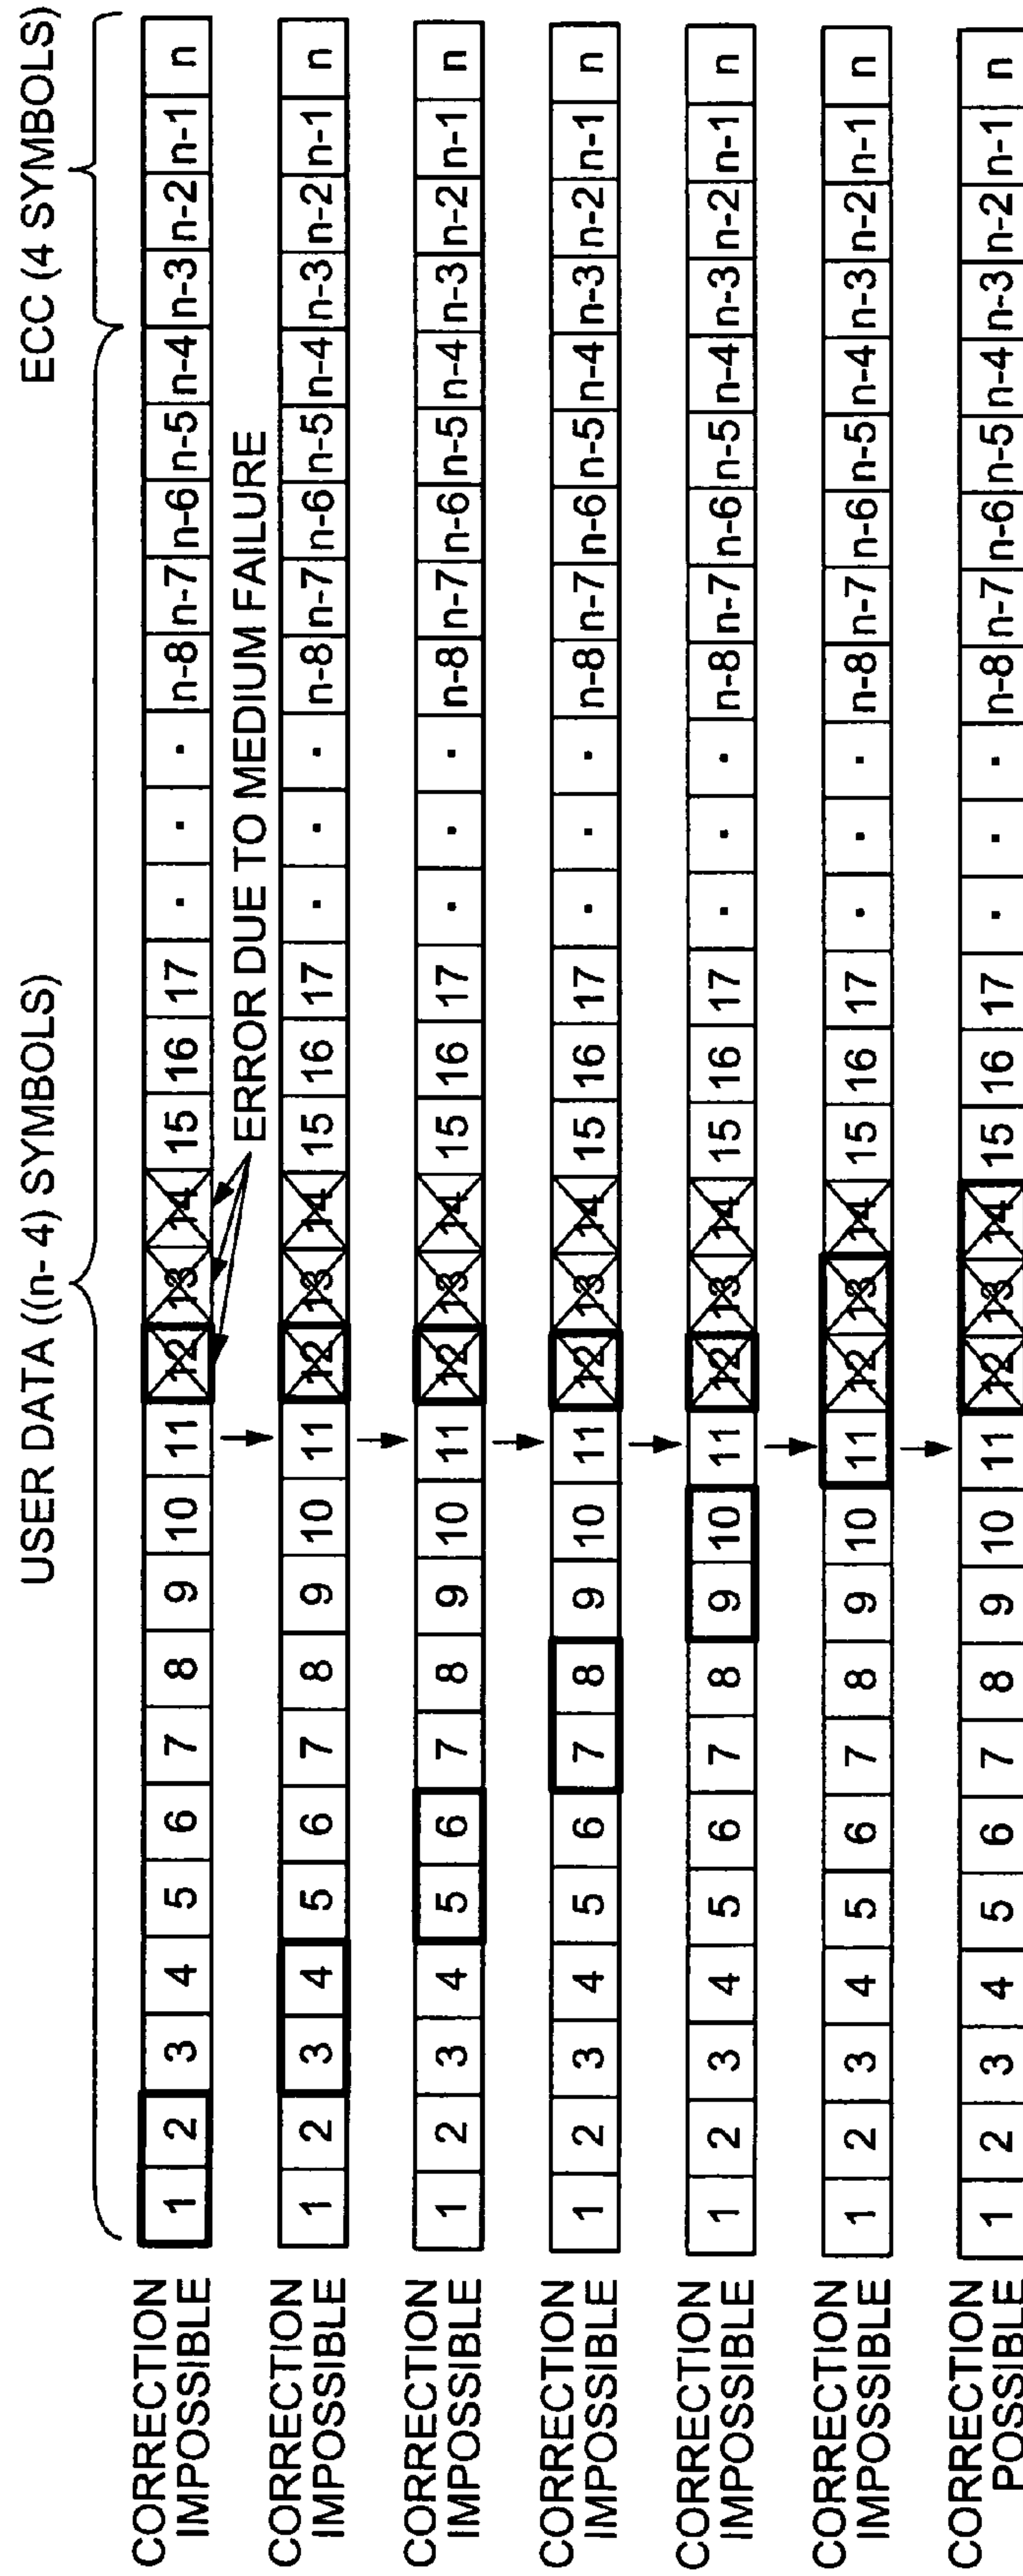 USER DATA ((n- 4) SYMBOLS) ECC (4 SYMBOLS)
CORRECTION
IMPOSSIBLE
1 2 3 4 5 6 7 8 9 10 11 12 13 14 15 16 17 · · · n-8 n-7 n-6 n-5 n-4 n-3 n-2 n-1 n
ERROR DUE TO MEDIUM FAILURE
CORRECTION
IMPOSSIBLE
1 2 3 4 5 6 7 8 9 10 11 12 13 14 15 16 17 · · · n-8 n-7 n-6 n-5 n-4 n-3 n-2 n-1 n
CORRECTION
IMPOSSIBLE
1 2 3 4 5 6 7 8 9 10 11 12 13 14 15 16 17 · · · n-8 n-7 n-6 n-5 n-4 n-3 n-2 n-1 n
CORRECTION
IMPOSSIBLE
1 2 3 4 5 6 7 8 9 10 11 12 13 14 15 16 17 · · · n-8 n-7 n-6 n-5 n-4 n-3 n-2 n-1 n
CORRECTION
IMPOSSIBLE
1 2 3 4 5 6 7 8 9 10 11 12 13 14 15 16 17 · · · n-8 n-7 n-6 n-5 n-4 n-3 n-2 n-1 n
CORRECTION
IMPOSSIBLE
1 2 3 4 5 6 7 8 9 10 11 12 13 14 15 16 17 · · · n-8 n-7 n-6 n-5 n-4 n-3 n-2 n-1 n
CORRECTION
POSSIBLE
1 2 3 4 5 6 7 8 9 10 11 12 13 14 15 16 17 · · · n-8 n-7 n-6 n-5 n-4 n-3 n-2 n-1 n